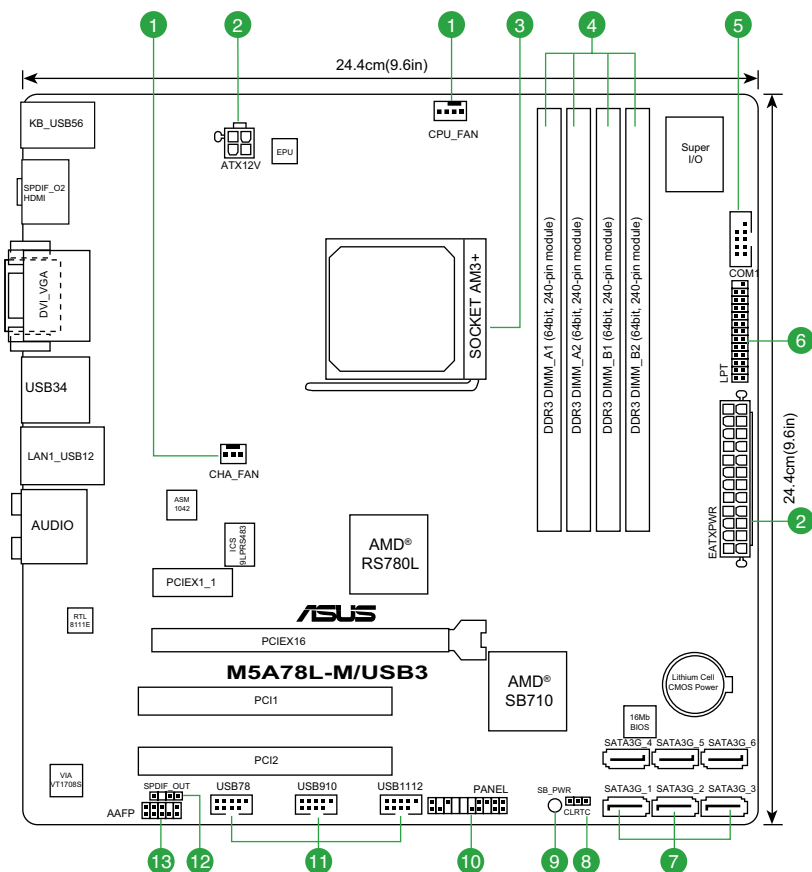 1
2
1
3
4
5
24.4cm(9.6in)
KB_USB56
CPU_FAN
ATX12V
EPU
Super
I/O
SPDIF_O2
HDMI
DVI_VGA
SOCKET AM3+
DDR3 DIMM_A1 (64bit, 240-pin module)
DDR3 DIMM_A2 (64bit, 240-pin module)
DDR3 DIMM_B1 (64bit, 240-pin module)
DDR3 DIMM_B2 (64bit, 240-pin module)
COM1
6
LPT
USB34
24.4cm(9.6in)
1
LAN1_USB12
CHA_FAN
ASM
1042
AUDIO
ICS
9LPRS483
AMD®
RS780L
EATXPWR
2
PCIEX1_1
RTL
8111E
ASUS
PCIEX16
M5A78L-M/USB3
AMD®
SB710
Lithium Cell
CMOS Power
PCI1
16Mb
BIOS
SATA3G_4
SATA3G_5
SATA3G_6
PCI2
VIA
VT1708S
SPDIF_OUT
USB78
USB910
USB1112
PANEL
SB_PWR
SATA3G_1
SATA3G_2
SATA3G_3
AAFP
CLRTC
13
12
11
10
9
8
7